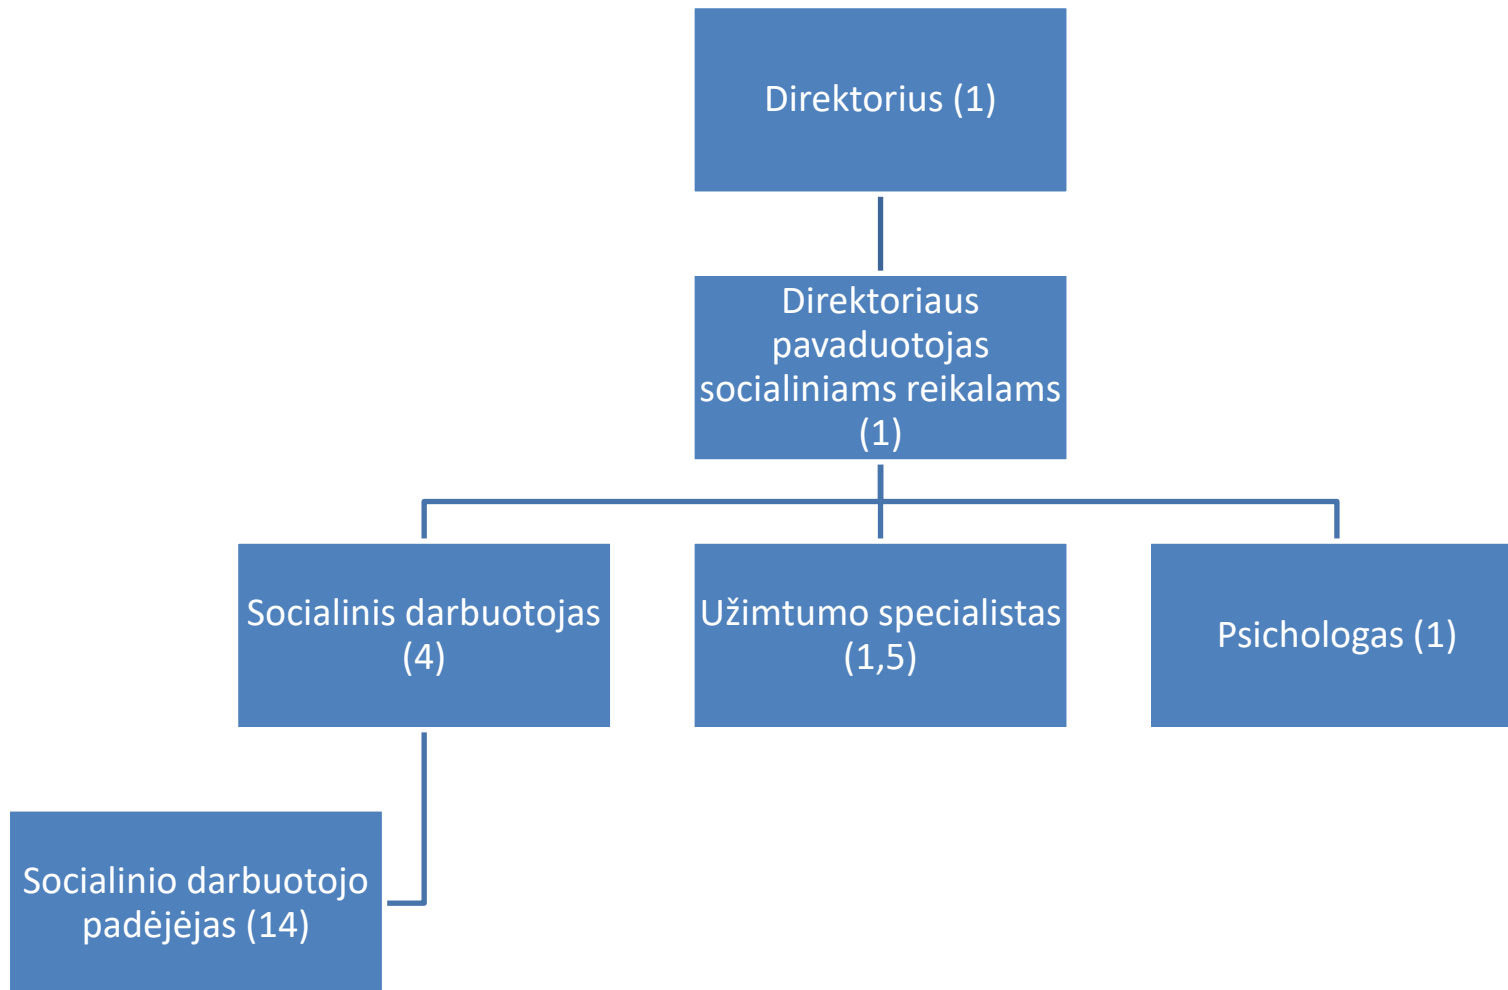 Direktorius (1)
Direktoriaus
pavaduotojas
socialiniams reikalams
(1)
Socialinis darbuotojas
(4)
Užimtumo specialistas
(1,5)
Psichologas (1)
Socialinio darbuotojo
padėjėjas (14)